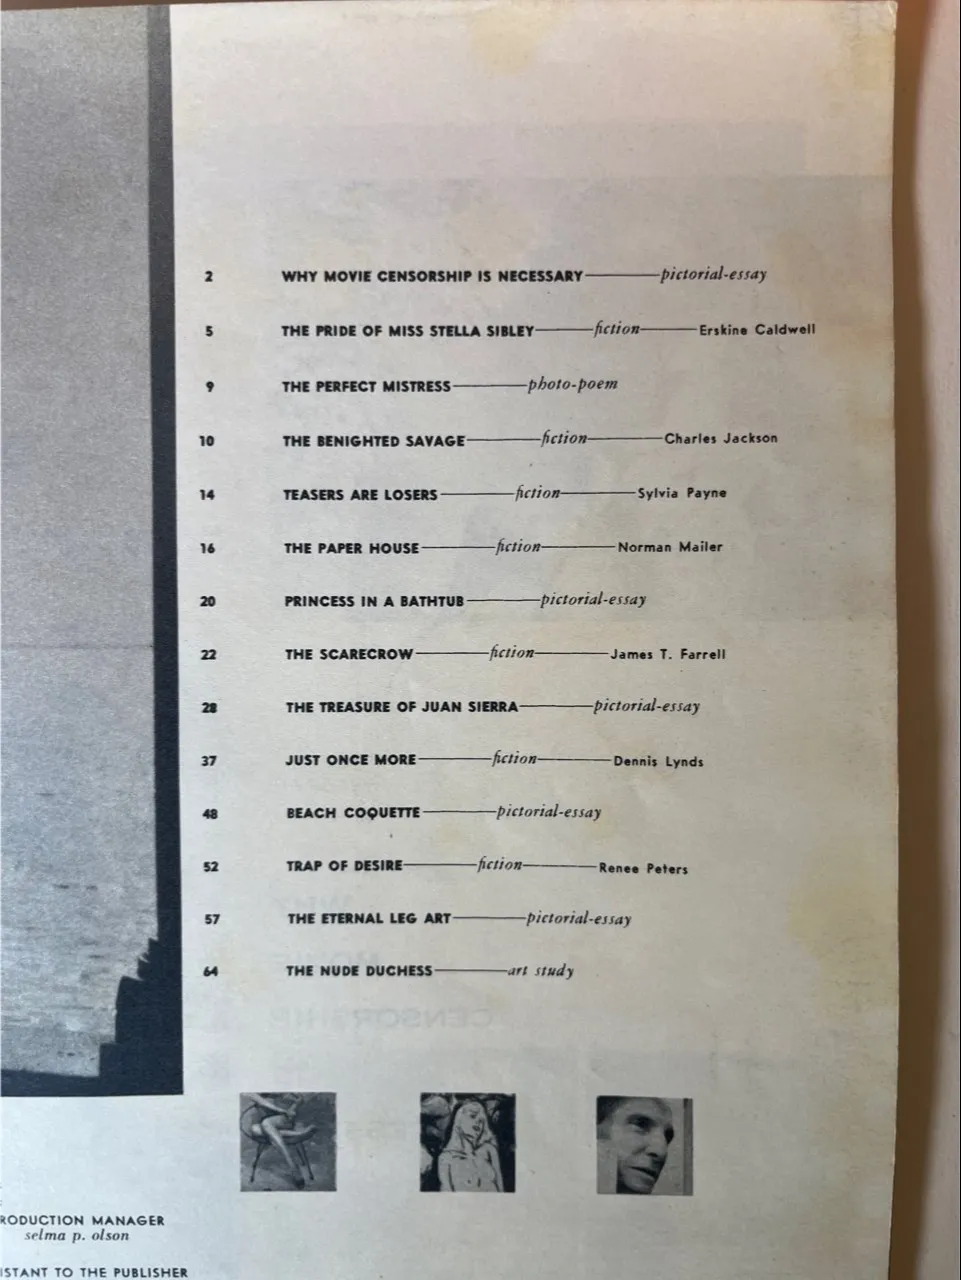 2 WHY MOVIE CENSORSHIP IS NECESSARY pictorial-essay
5 THE PRIDE OF MISS STELLA SIBLEY fiction Erskine Caldwell
9 THE PERFECT MISTRESS photo-poem
10 THE BENIGHTED SAVAGE fiction Charles Jackson
14 TEASERS ARE LOSERS fiction Sylvia Payne
16 THE PAPER HOUSE fiction Norman Mailer
20 PRINCESS IN A BATHTUB pictorial-essay
22 THE SCARECROW fiction James T. Farrell
28 THE TREASURE OF JUAN SIERRA pictorial-essay
37 JUST ONCE MORE fiction Dennis Lynds
48 BEACH COQUETTE pictorial-essay
52 TRAP OF DESIRE fiction Renee Peters
57 THE ETERNAL LEG ART pictorial-essay
64 THE NUDE DUCHESS art study
CENSORSHIP
RODUCTION MANAGER
selma p. olson
ISTANT TO THE PUBLISHER